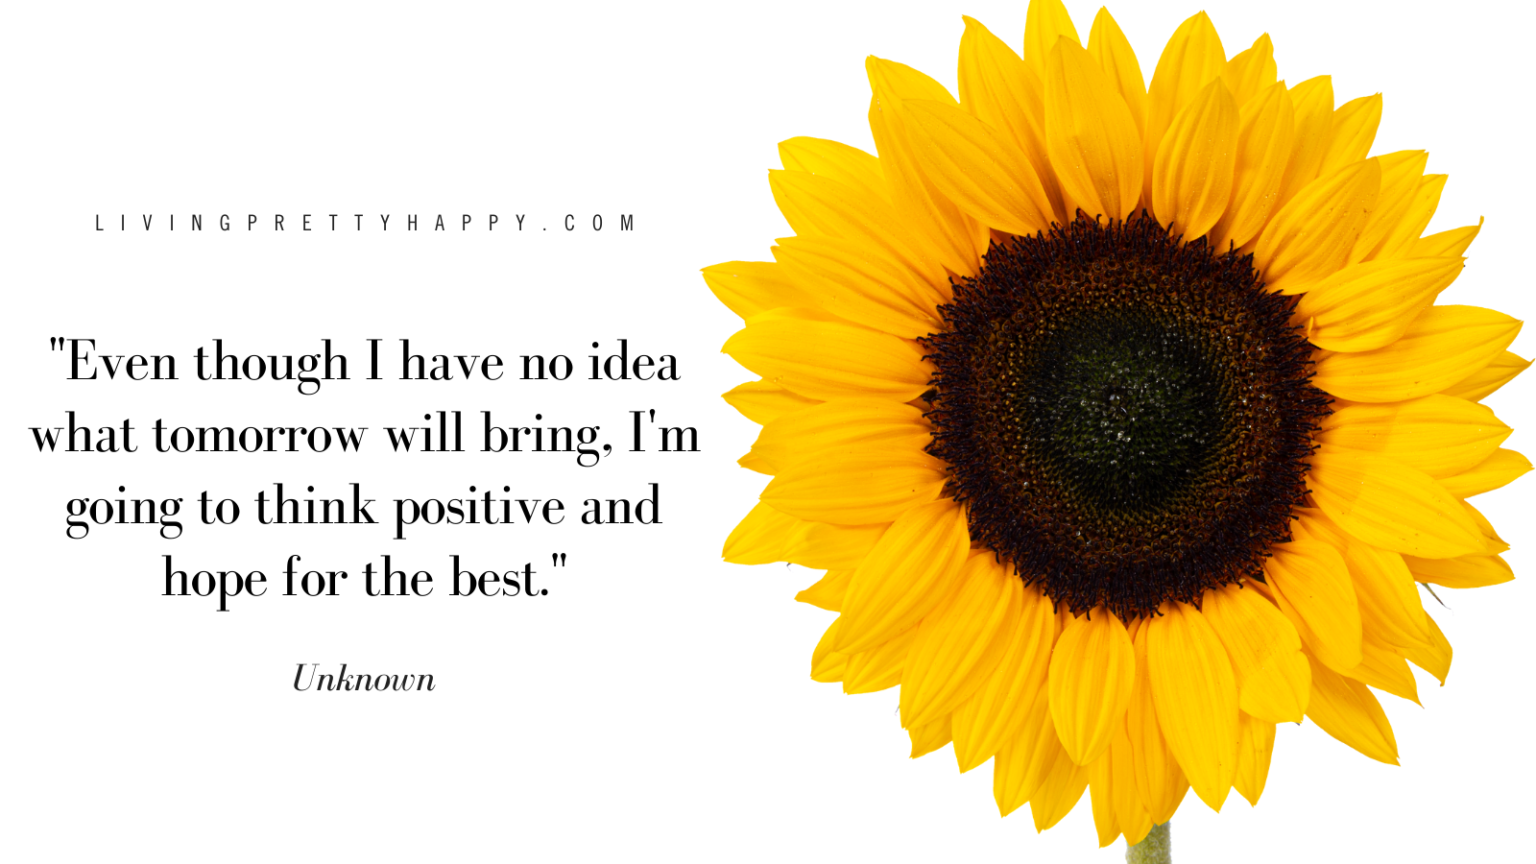 LIVINGPRETTYHAPPY.COM
"Even though I have no idea
what tomorrow will bring, I'm
going to think positive and
hope for the best."
Unknown